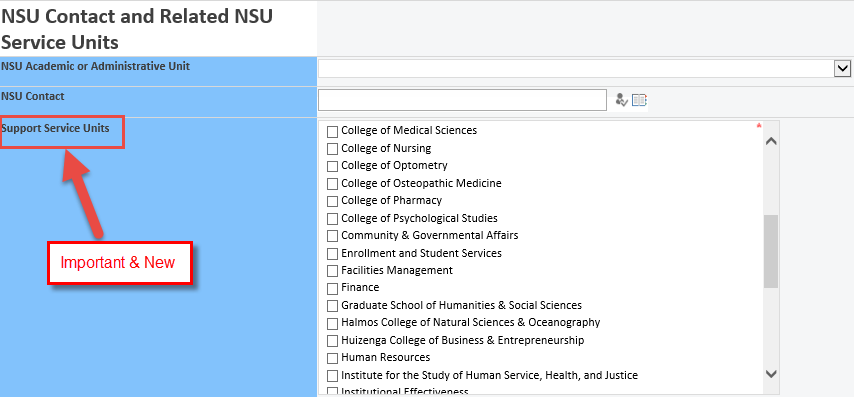 NSU Contact and Related NSU
Service Units
NSU Academic or Administrative Unit
NSU Contact
Support Service Units
*
College of Medical Sciences
College of Nursing
College of Optometry
College of Osteopathic Medicine
College of Pharmacy
College of Psychological Studies
Community & Governmental Affairs
Enrollment and Student Services
Facilities Management
Finance
Graduate School of Humanities & Social Sciences
Halmos College of Natural Sciences & Oceanography
Huizenga College of Business & Entrepreneurship
Human Resources
Institute for the Study of Human Service, Health, and Justice
Institutional Effectiveness
Important & New